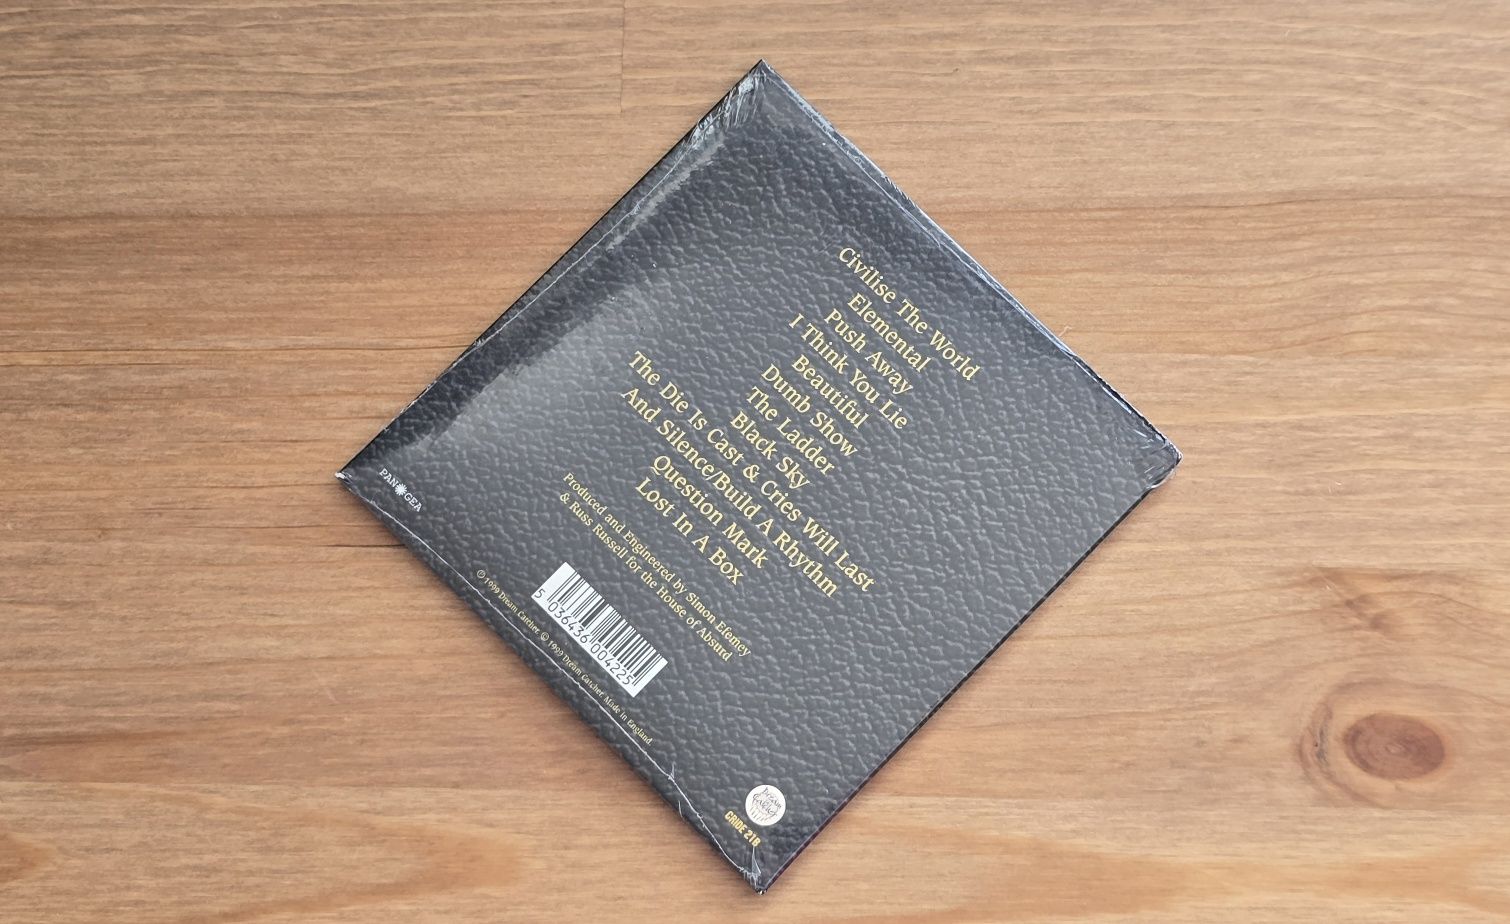 Civilise The World
Elemental
Push Away
I Think You Lie
Beautiful
Dumb Show
The Ladder
Black Sky
The Die Is Cast & Cries Will Last
And Silence/Build A Rhythm
Question Mark
Lost In A Box
Produced and Engineered by Simon Efemey
& Russ Russell for the House of Absurd
5 036436 004225
PANGEA
℗ 1999 Dream Catcher. © 1999 Dream Catcher. Made in England.
Dream
Catcher
CRIDE 21B